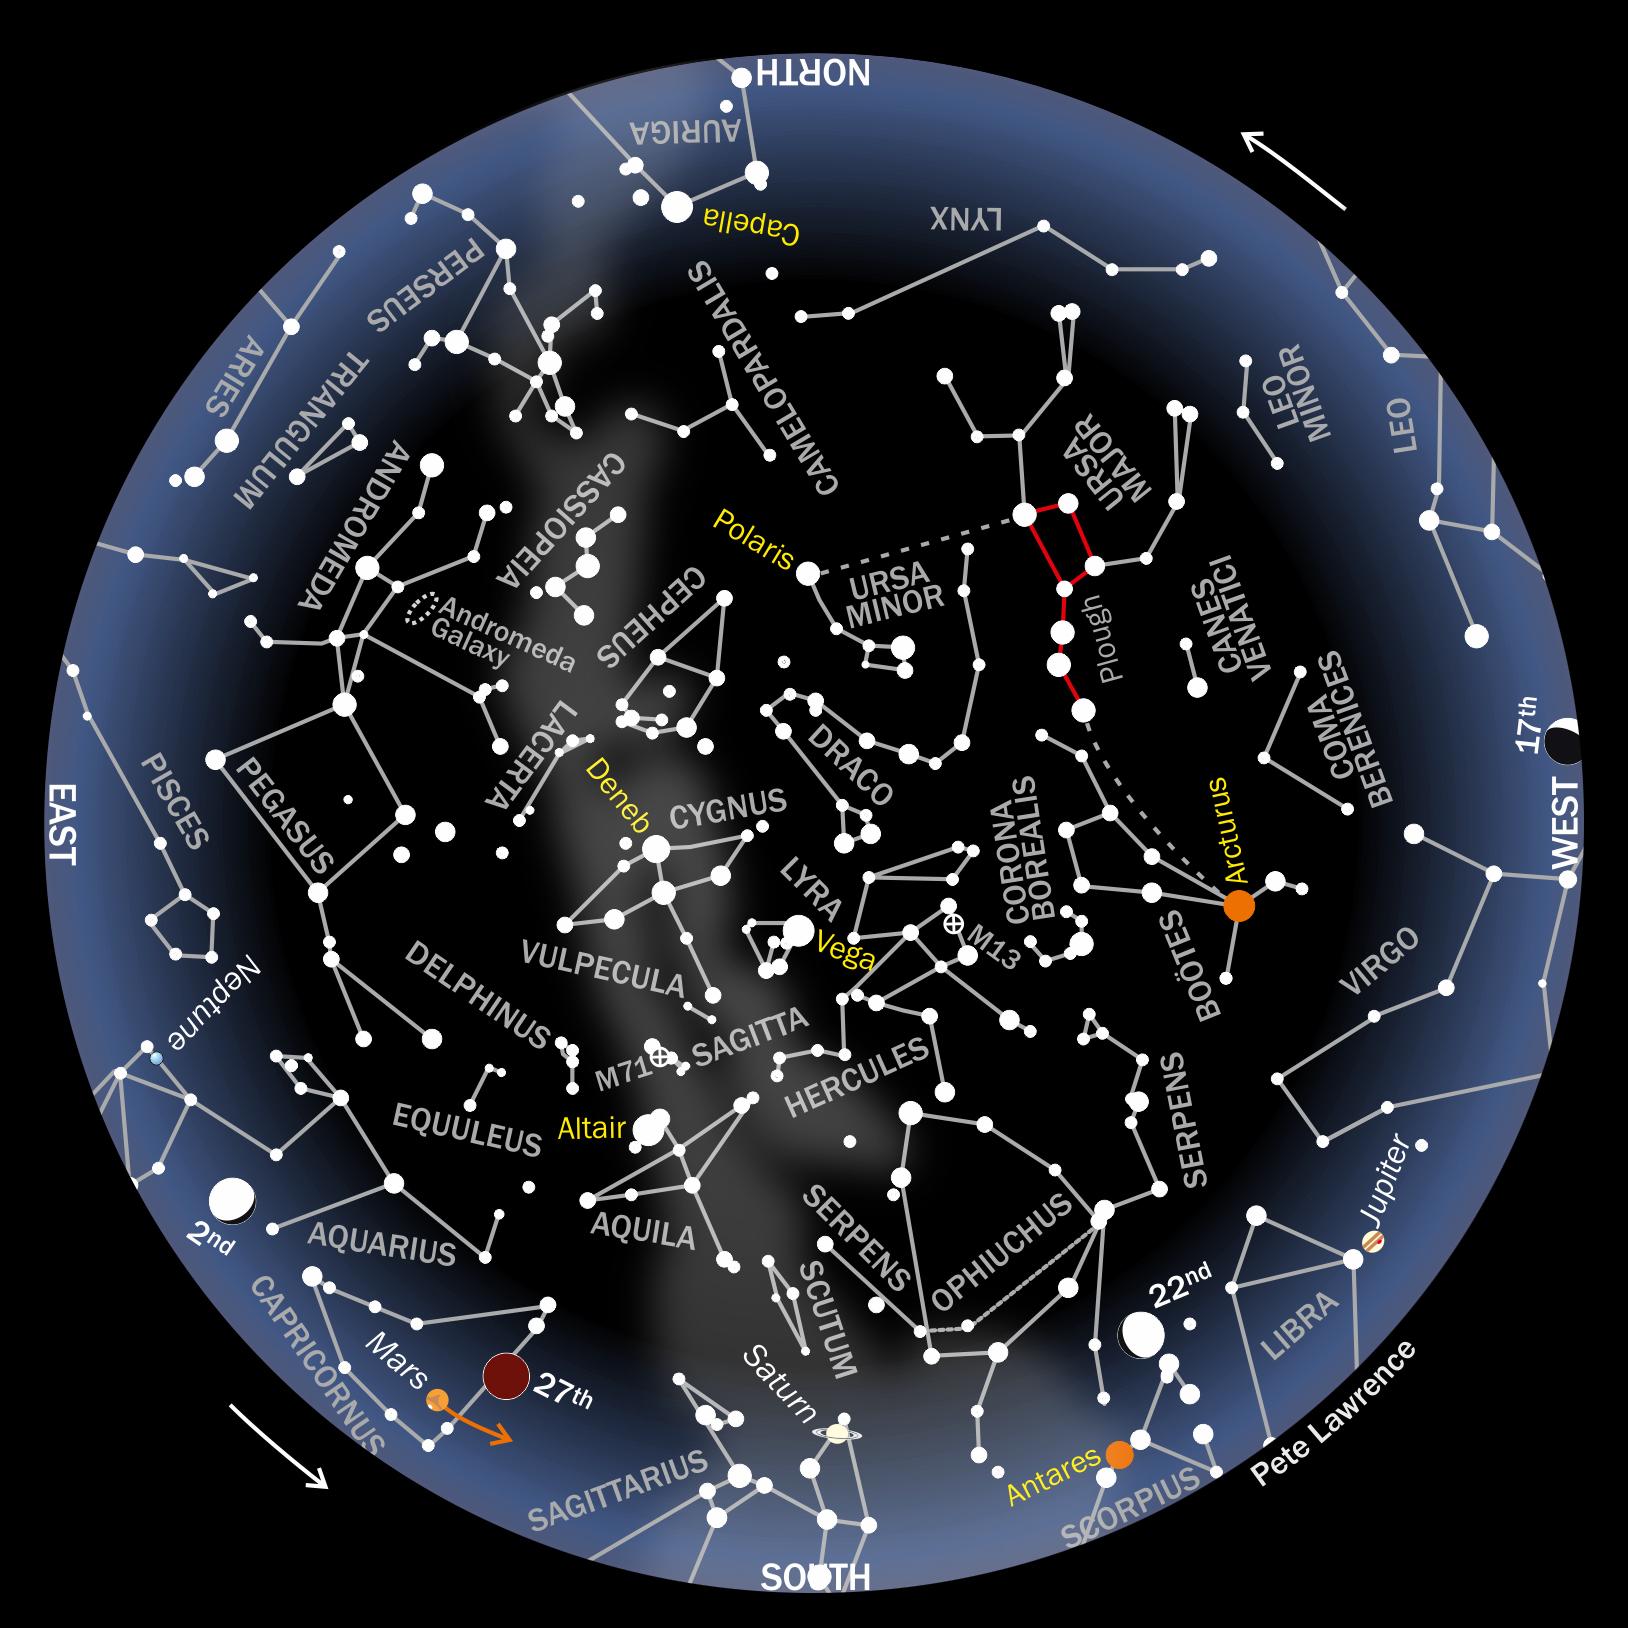 NORTH
AURIGA
Capella
LYNX
PERSEUS
CAMELOPARDALIS
ARIES
TRIANGULUM
LEO
MINOR
LEO
URSA
MAJOR
ANDROMEDA
CASSIOPEIA
Polaris
URSA
MINOR
CEPHEUS
Andromeda
Galaxy
Plough
CANES
VENATICI
COMA
BERENICES
17th
LACERTA
DRACO
PISCES
PEGASUS
Deneb
CYGNUS
EAST
WEST
Arcturus
CORONA
BOREALIS
LYRA
Vega
M13
BOÖTES
VIRGO
VULPECULA
DELPHINUS
Neptune
SAGITTA
M71
HERCULES
SERPENS
EQUULEUS
Altair
Jupiter
2nd
AQUARIUS
AQUILA
SERPENS
OPHIUCHUS
SCUTUM
22nd
LIBRA
CAPRICORNUS
Mars
27th
Saturn
Pete Lawrence
Antares
SAGITTARIUS
SCORPIUS
SOUTH